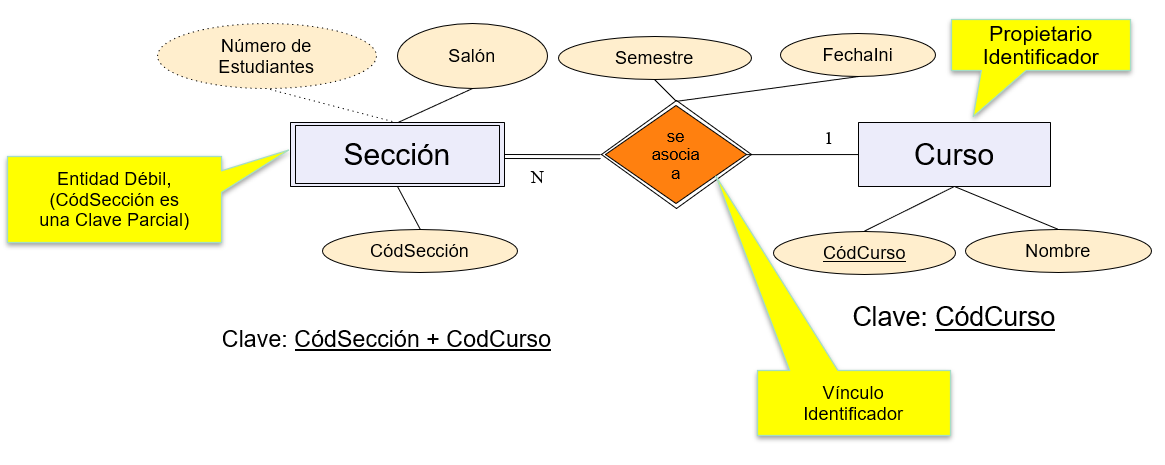 Número de
Estudiantes
Salón
Semestre
FechaIni
Propietario
Identificador
Sección
se
asocia
a
1
Curso
N
Entidad Débil,
(CódSección es
una Clave Parcial)
CódSección
CódCurso
Nombre
Clave: CódSección + CodCurso
Clave: CódCurso
Vínculo
Identificador